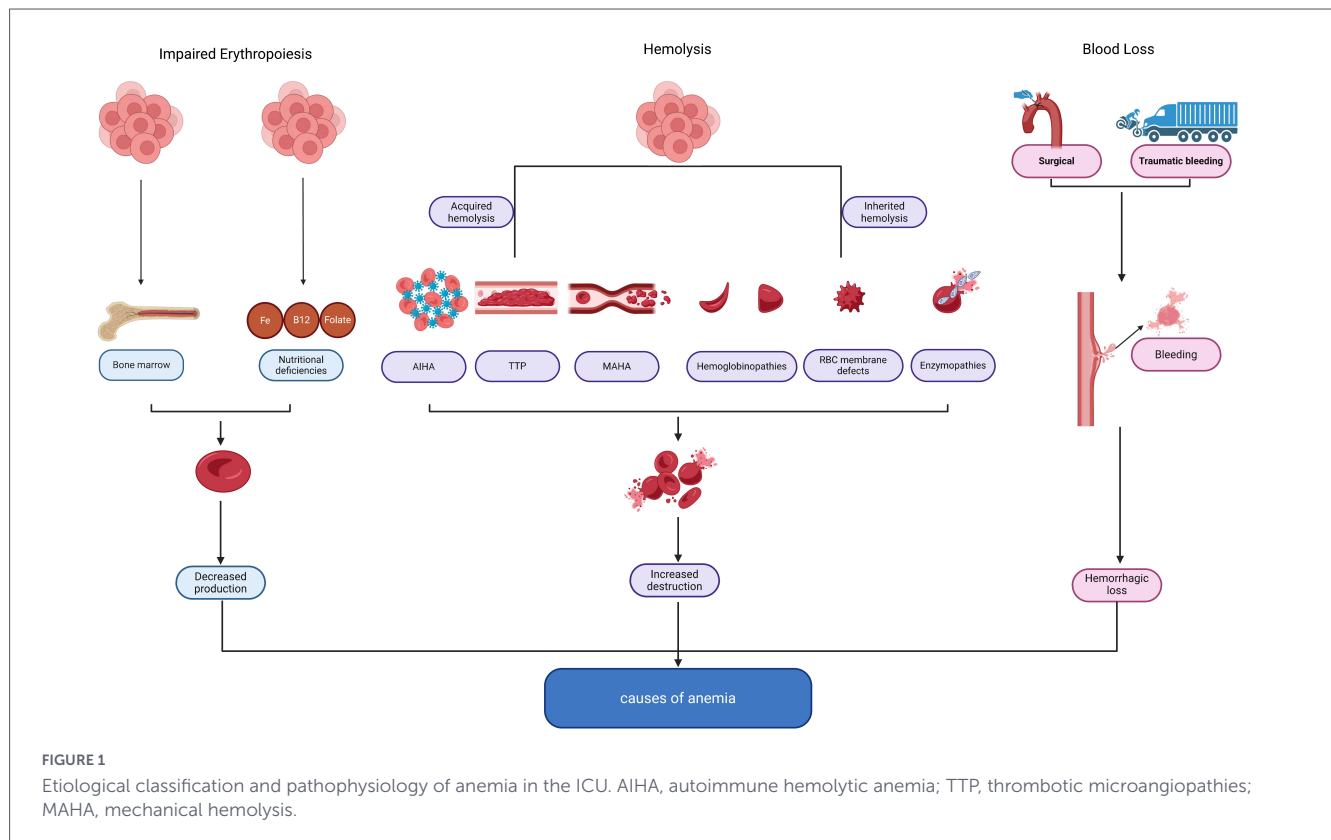 Impaired Erythropoiesis
Hemolysis
Blood Loss
Surgical
Traumatic bleeding
Acquired
hemolysis
Inherited
hemolysis
Fe
B12
Folate
Bone marrow
Nutritional
deficiencies
AIHA
TTP
MAHA
Hemoglobinopathies
RBC membrane
defects
Enzymopathies
Bleeding
Decreased
production
Increased
destruction
Hemorrhagic
loss
causes of anemia
FIGURE 1
Etiological classification and pathophysiology of anemia in the ICU. AIHA, autoimmune hemolytic anemia; TTP, thrombotic microangiopathies;
MAHA, mechanical hemolysis.